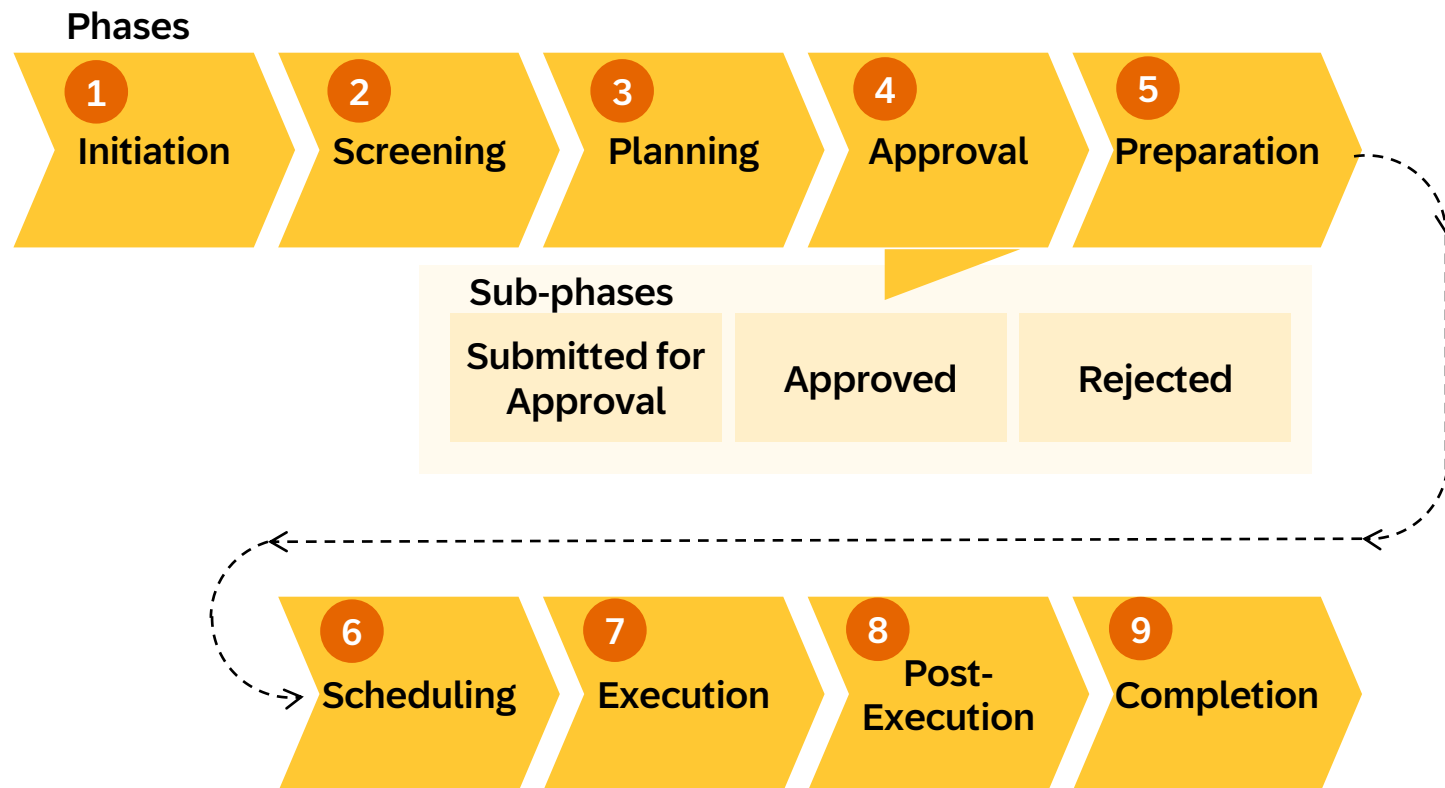 Phases
1
Initiation
2
Screening
3
Planning
4
Approval
5
Preparation
Sub-phases
Submitted for
Approval
Approved
Rejected
6
Scheduling
7
Execution
8
Post-
Execution
9
Completion